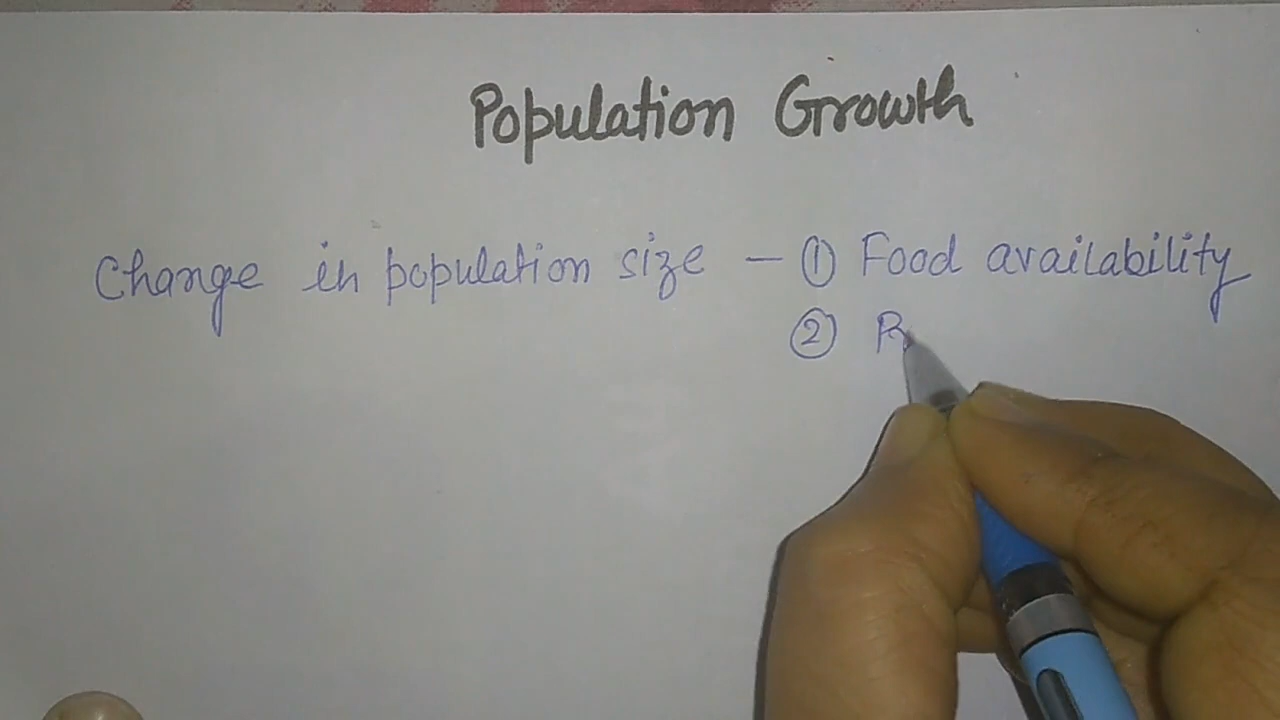 Population Growth
Change in population size — ① Food availability
② P